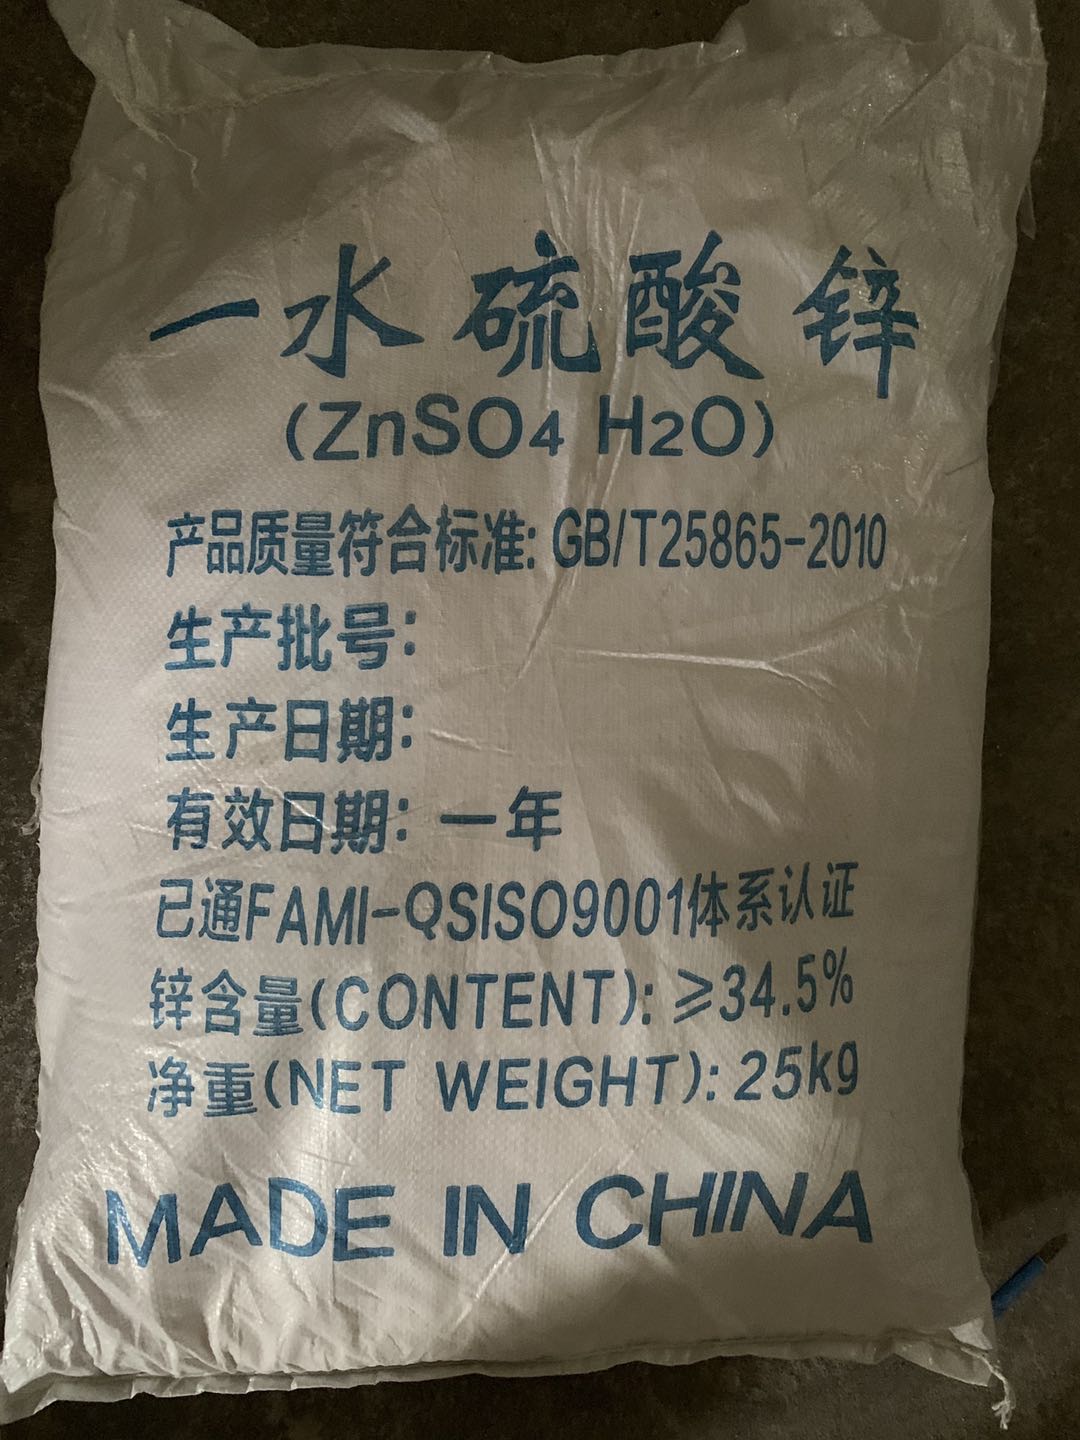 一水硫酸锌
(ZnSO4 H2O)
产品质量符合标准: GB/T25865-2010
生产批号:
生产日期:
有效日期: 一年
已通FAMI-QSISO9001体系认证
锌含量(CONTENT): ≥34.5%
净重(NET WEIGHT): 25kg
MADE IN CHINA